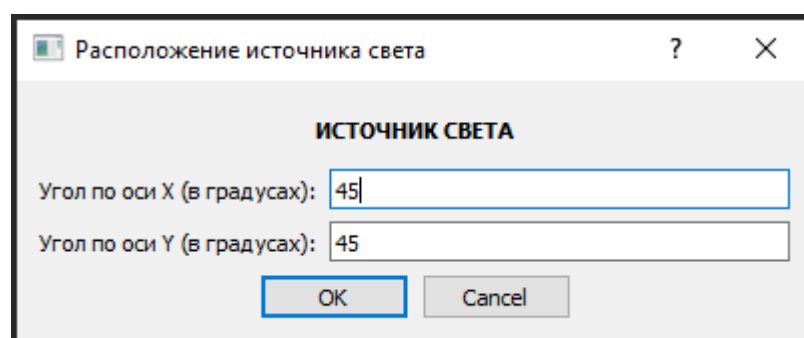 Расположение источника света ?
ИСТОЧНИК СВЕТА
Угол по оси X (в градусах): 45
Угол по оси Y (в градусах): 45
OK Cancel